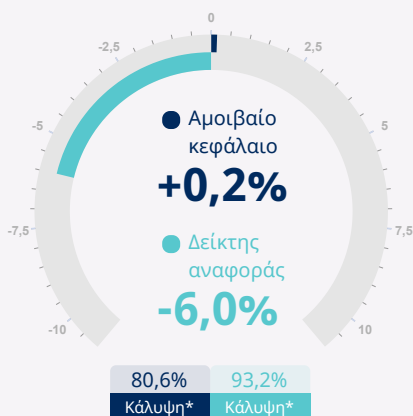 0
-2,5 2,5
-5 5
-7,5 7,5
-10 10
Αμοιβαίο
κεφάλαιο
+0,2%
Δείκτης
αναφοράς
-6,0%
80,6% 93,2%
Κάλυψη* Κάλυψη*